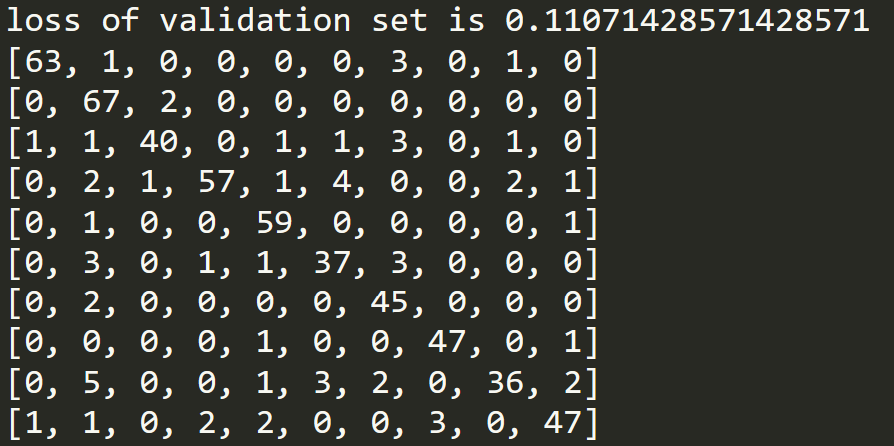 loss of validation set is 0.11071428571428571
[63, 1, 0, 0, 0, 0, 3, 0, 1, 0]
[0, 67, 2, 0, 0, 0, 0, 0, 0, 0]
[1, 1, 40, 0, 1, 1, 3, 0, 1, 0]
[0, 2, 1, 57, 1, 4, 0, 0, 2, 1]
[0, 1, 0, 0, 59, 0, 0, 0, 0, 1]
[0, 3, 0, 1, 1, 37, 3, 0, 0, 0]
[0, 2, 0, 0, 0, 0, 45, 0, 0, 0]
[0, 0, 0, 0, 1, 0, 0, 47, 0, 1]
[0, 5, 0, 0, 1, 3, 2, 0, 36, 2]
[1, 1, 0, 2, 2, 0, 0, 3, 0, 47]